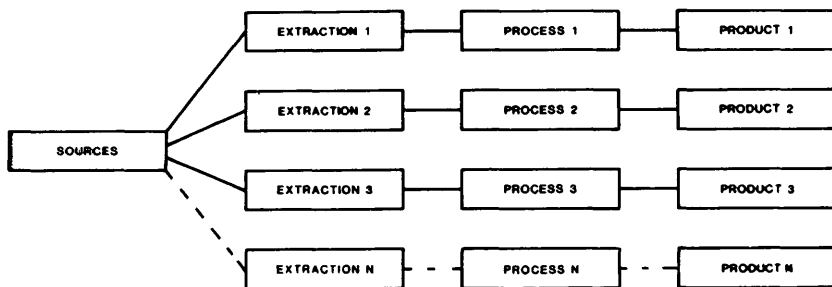 EXTRACTION 1 PROCESS 1 PRODUCT 1
EXTRACTION 2 PROCESS 2 PRODUCT 2
SOURCES
EXTRACTION 3 PROCESS 3 PRODUCT 3
EXTRACTION N PROCESS N PRODUCT N